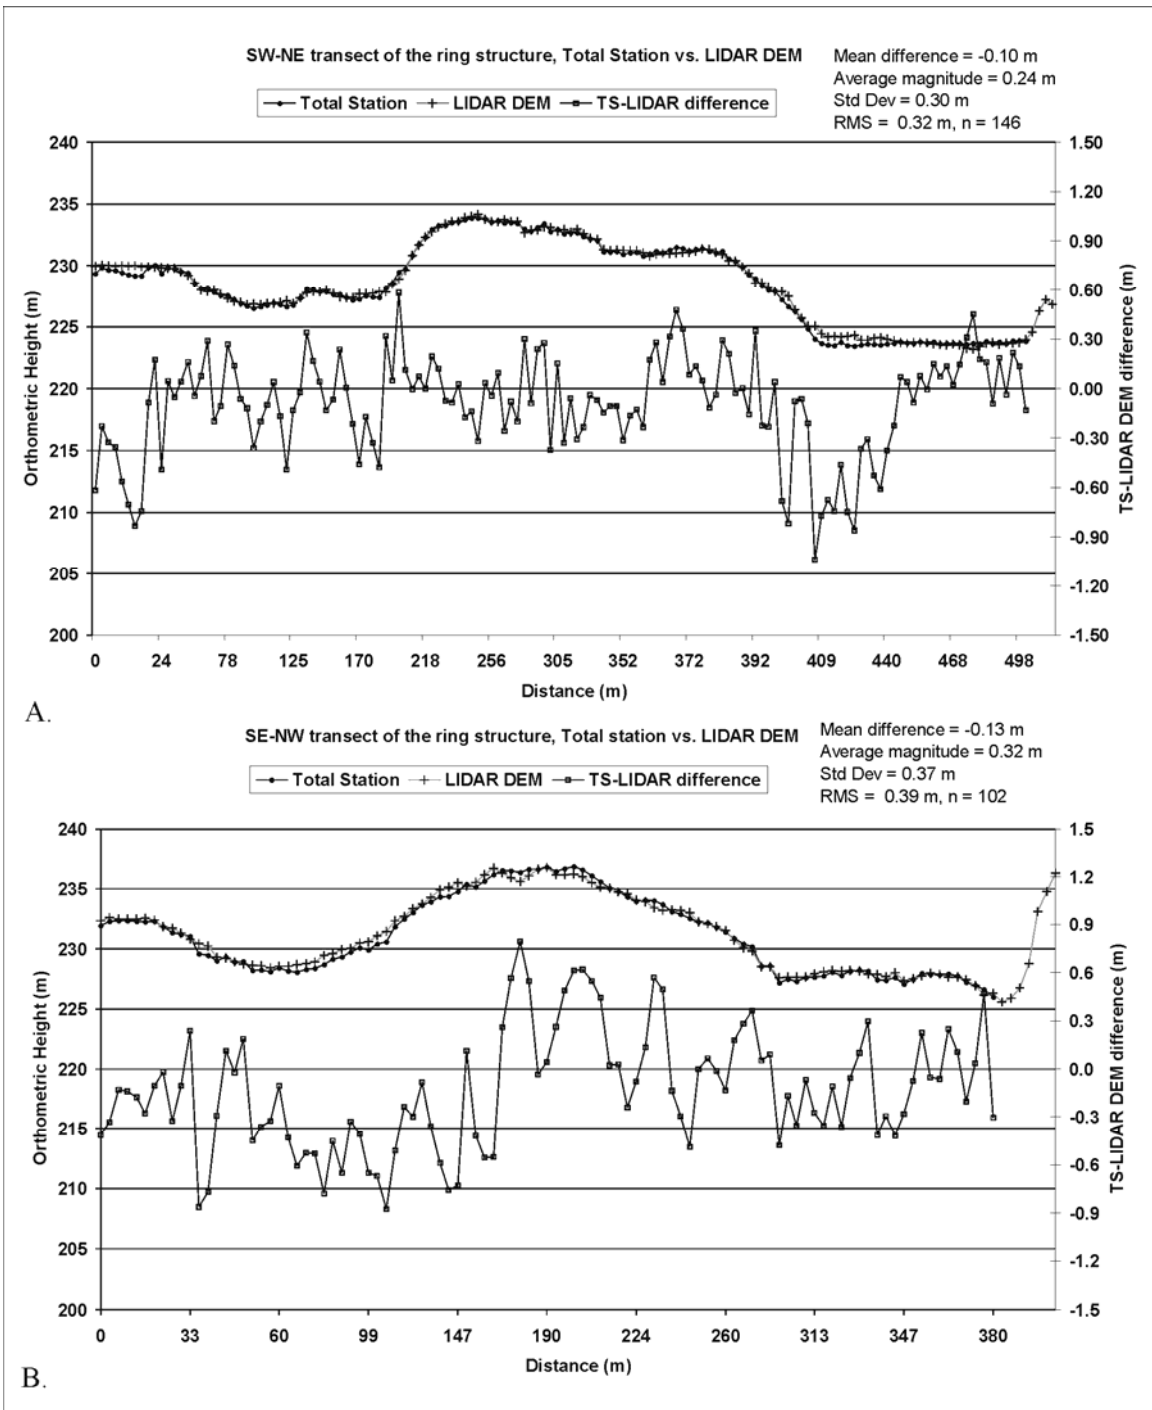 SW-NE transect of the ring structure, Total Station vs. LIDAR DEM
Mean difference = -0.10 m
Average magnitude = 0.24 m
Std Dev = 0.30 m
RMS = 0.32 m, n = 146
Total Station LIDAR DEM TS-LIDAR difference
Orthometric Height (m)
240
235
230
225
220
215
210
205
200
1.50
1.20
0.90
0.60
0.30
0.00
-0.30
-0.60
-0.90
-1.20
-1.50
TS-LIDAR DEM difference (m)
0 24 78 125 170 218 256 305 352 372 392 409 440 468 498
Distance (m)
A.
SE-NW transect of the ring structure, Total station vs. LIDAR DEM
Mean difference = -0.13 m
Average magnitude = 0.32 m
Std Dev = 0.37 m
RMS = 0.39 m, n = 102
Total Station LIDAR DEM TS-LIDAR difference
Orthometric Height (m)
240
235
230
225
220
215
210
205
200
1.5
1.2
0.9
0.6
0.3
0.0
-0.3
-0.6
-0.9
-1.2
-1.5
TS-LIDAR DEM difference (m)
0 33 60 99 147 190 224 260 313 347 380
Distance (m)
B.